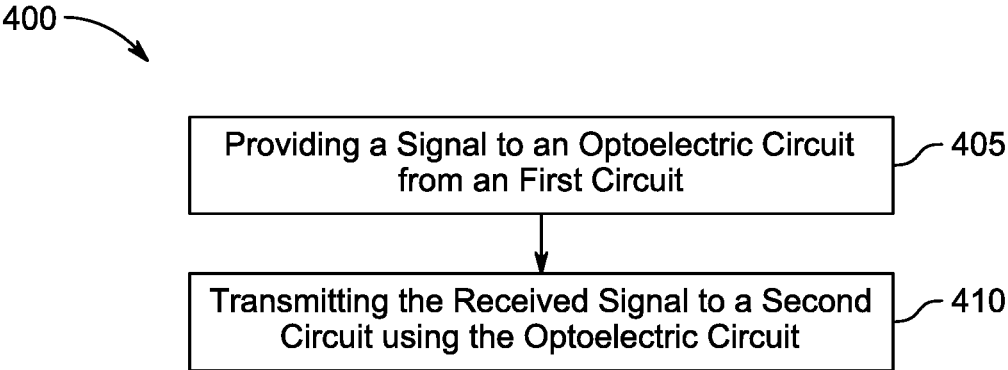 400
Providing a Signal to an Optoelectric Circuit
from an First Circuit
405
Transmitting the Received Signal to a Second
Circuit using the Optoelectric Circuit
410